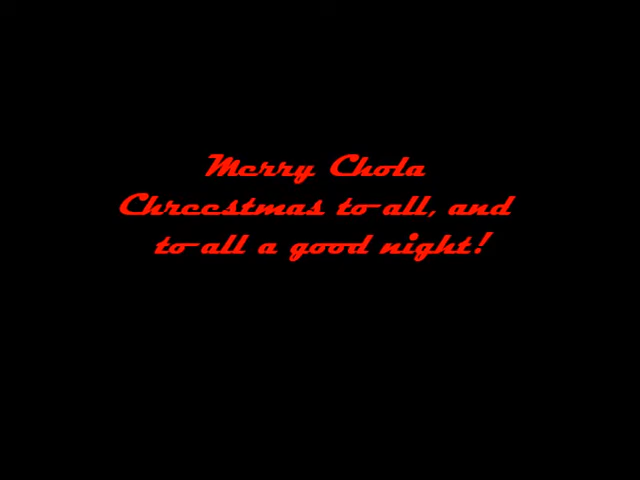 Merry Chola
Chreestmas to all, and
to all a good night!